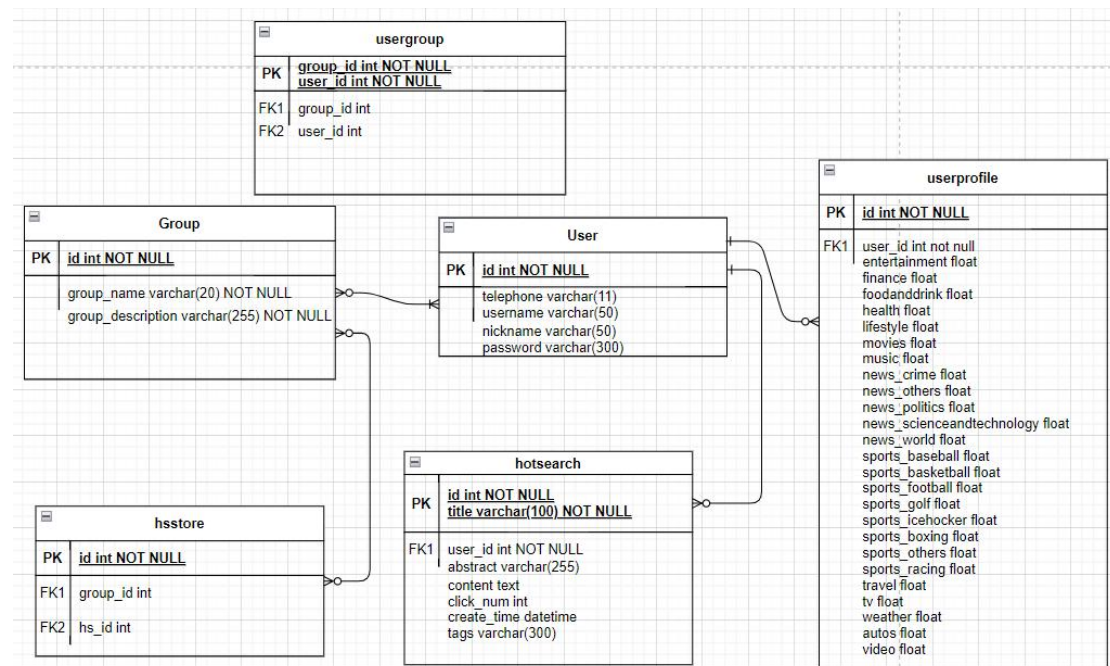 usergroup
PK
group_id int NOT NULL
user_id int NOT NULL
FK1 group_id int
FK2 user_id int
Group
PK id int NOT NULL
group_name varchar(20) NOT NULL
group_description varchar(255) NOT NULL
User
PK id int NOT NULL
telephone varchar(11)
username varchar(50)
nickname varchar(50)
password varchar(300)
userprofile
PK id int NOT NULL
FK1 user_id int not null
entertainment float
finance float
foodanddrink float
health float
lifestyle float
movies float
music float
news_crime float
news_others float
news_politics float
news_scienceandtechnology float
news_world float
sports_baseball float
sports_basketball float
sports_football float
sports_golf float
sports_icehocker float
sports_boxing float
sports_others float
sports_racing float
travel float
tv float
weather float
autos float
video float
hsstore
PK id int NOT NULL
FK1 group_id int
FK2 hs_id int
hotsearch
PK
id int NOT NULL
title varchar(100) NOT NULL
FK1 user_id int NOT NULL
abstract varchar(255)
content text
click_num int
create_time datetime
tags varchar(300)